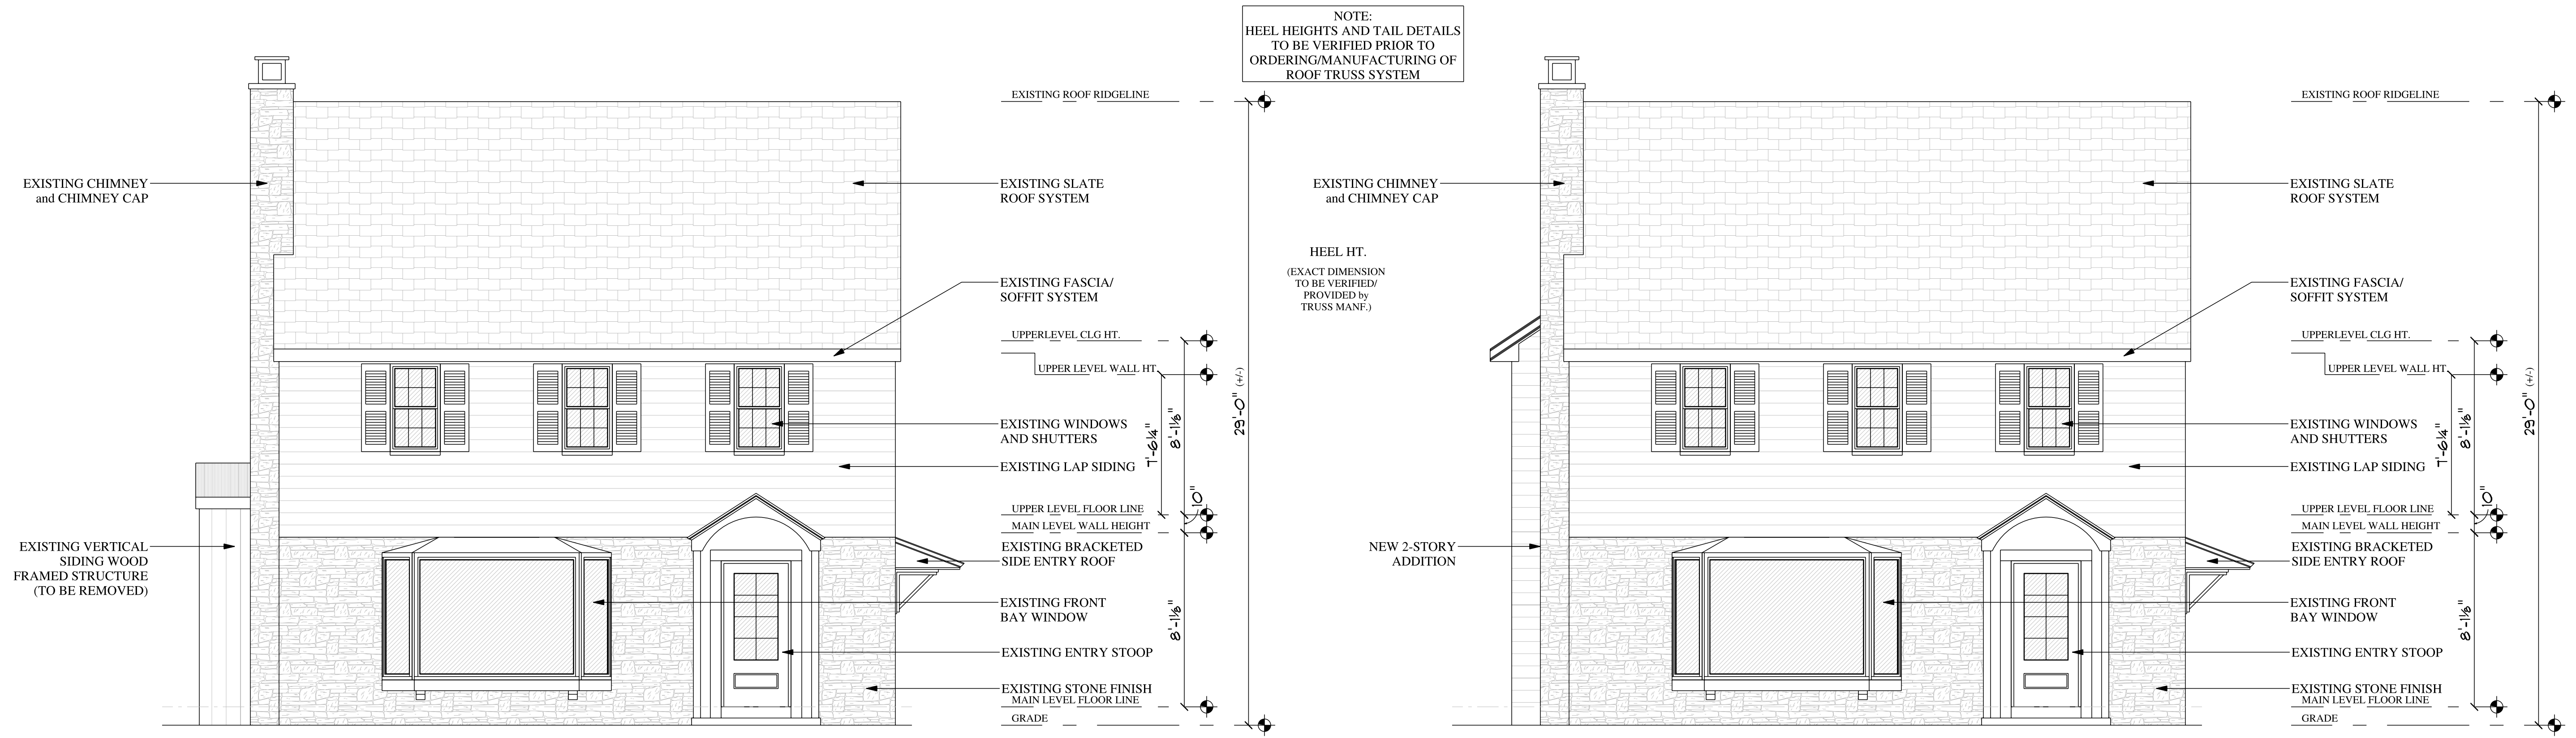 NOTE:
HEEL HEIGHTS AND TAIL DETAILS
TO BE VERIFIED PRIOR TO
ORDERING/MANUFACTURING OF
ROOF TRUSS SYSTEM
EXISTING CHIMNEY
and CHIMNEY CAP
EXISTING VERTICAL
SIDING WOOD
FRAMED STRUCTURE
(TO BE REMOVED)
EXISTING ROOF RIDGELINE
EXISTING SLATE
ROOF SYSTEM
EXISTING FASCIA/
SOFFIT SYSTEM
UPPERLEVEL CLG HT.
UPPER LEVEL WALL HT.
EXISTING WINDOWS
AND SHUTTERS
EXISTING LAP SIDING
UPPER LEVEL FLOOR LINE
MAIN LEVEL WALL HEIGHT
EXISTING BRACKETED
SIDE ENTRY ROOF
EXISTING FRONT
BAY WINDOW
EXISTING ENTRY STOOP
EXISTING STONE FINISH
MAIN LEVEL FLOOR LINE
GRADE
7'-6¼"
8'-1⅛"
10"
8'-1⅛"
29'-0" (+/-)
HEEL HT.
(EXACT DIMENSION
TO BE VERIFIED/
PROVIDED by
TRUSS MANF.)
EXISTING CHIMNEY
and CHIMNEY CAP
NEW 2-STORY
ADDITION
EXISTING ROOF RIDGELINE
EXISTING SLATE
ROOF SYSTEM
EXISTING FASCIA/
SOFFIT SYSTEM
UPPERLEVEL CLG HT.
UPPER LEVEL WALL HT.
EXISTING WINDOWS
AND SHUTTERS
EXISTING LAP SIDING
UPPER LEVEL FLOOR LINE
MAIN LEVEL WALL HEIGHT
EXISTING BRACKETED
SIDE ENTRY ROOF
EXISTING FRONT
BAY WINDOW
EXISTING ENTRY STOOP
EXISTING STONE FINISH
MAIN LEVEL FLOOR LINE
GRADE
7'-6¼"
8'-1⅛"
10"
8'-1⅛"
29'-0" (+/-)